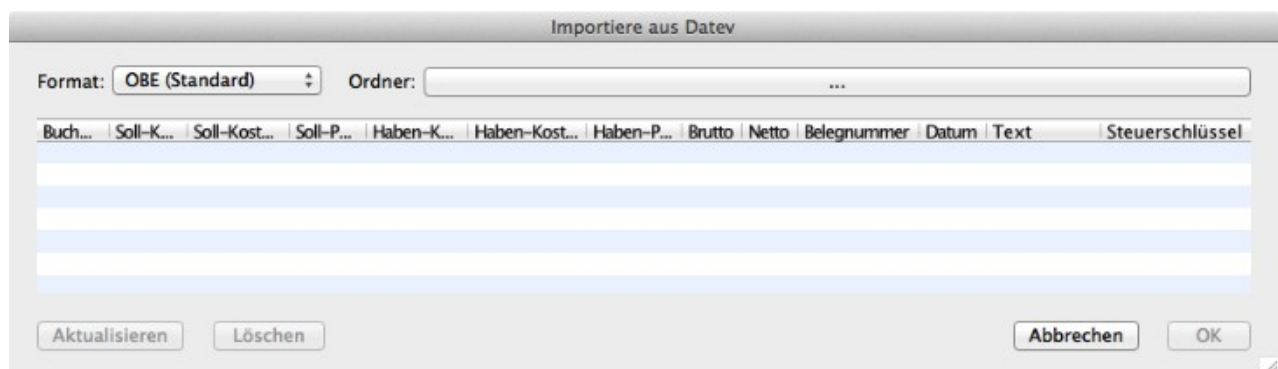 Importiere aus Datev
Format: OBE (Standard) Ordner: ...
Buch... Soll-K... Soll-Kost... Soll-P... Haben-K... Haben-Kost... Haben-P... Brutto Netto Belegnummer Datum Text Steuerschlüssel
Aktualisieren Löschen Abbrechen OK